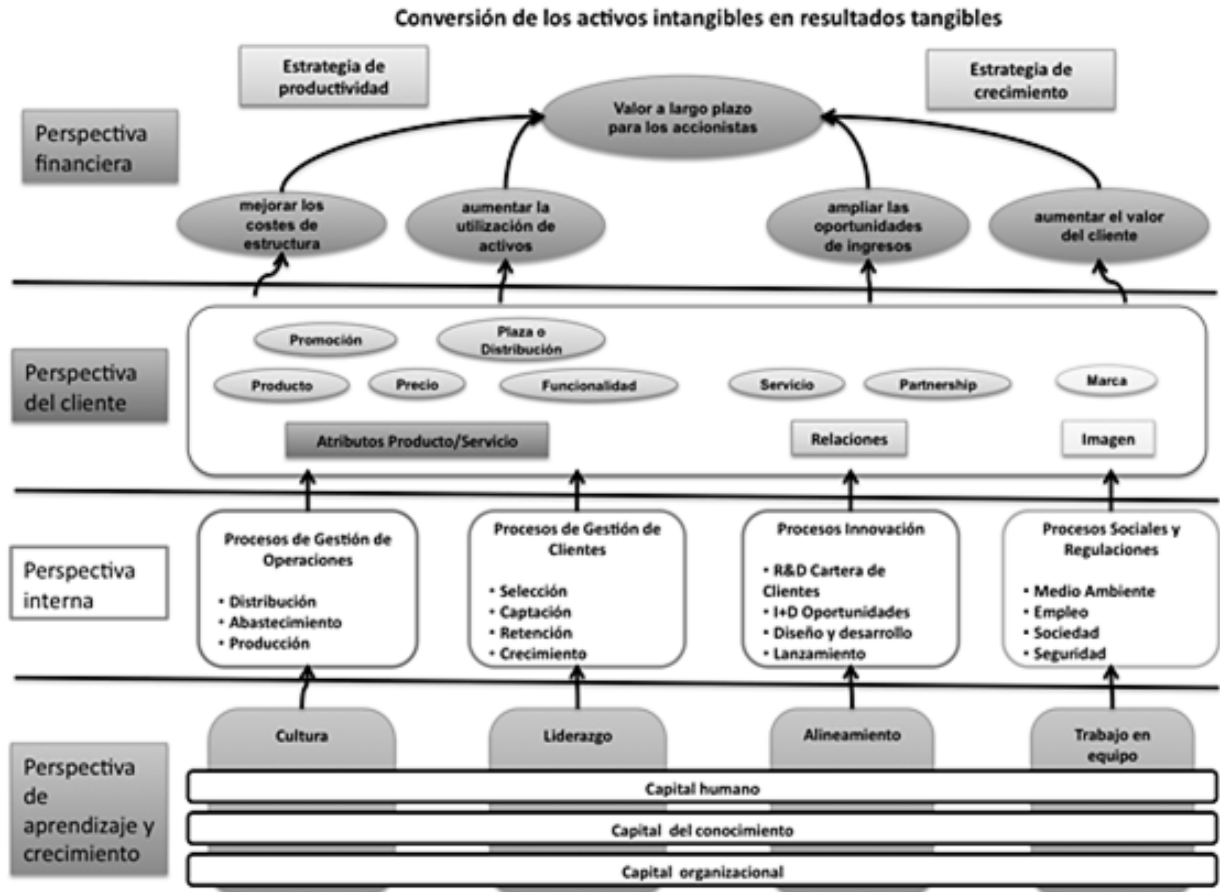 Conversión de los activos intangibles en resultados tangibles
Estrategia de
productividad
Estrategia de
crecimiento
Valor a largo plazo
para los accionistas
Perspectiva
financiera
mejorar los
costes de
estructura
aumentar la
utilización de
activos
ampliar las
oportunidades
de ingresos
aumentar el valor
del cliente
Perspectiva
del cliente
Promoción
Plaza o
Distribución
Producto
Precio
Funcionalidad
Servicio
Partnership
Marca
Atributos Producto/Servicio
Relaciones
Imagen
Perspectiva
interna
Procesos de Gestión de
Operaciones
• Distribución
• Abastecimiento
• Producción
Procesos de Gestión de
Clientes
• Selección
• Captación
• Retención
• Crecimiento
Procesos Innovación
• R&D Cartera de
Clientes
• I+D Oportunidades
• Diseño y desarrollo
• Lanzamiento
Procesos Sociales y
Regulaciones
• Medio Ambiente
• Empleo
• Sociedad
• Seguridad
Perspectiva
de
aprendizaje y
crecimiento
Cultura
Liderazgo
Alineamiento
Trabajo en
equipo
Capital humano
Capital del conocimiento
Capital organizacional